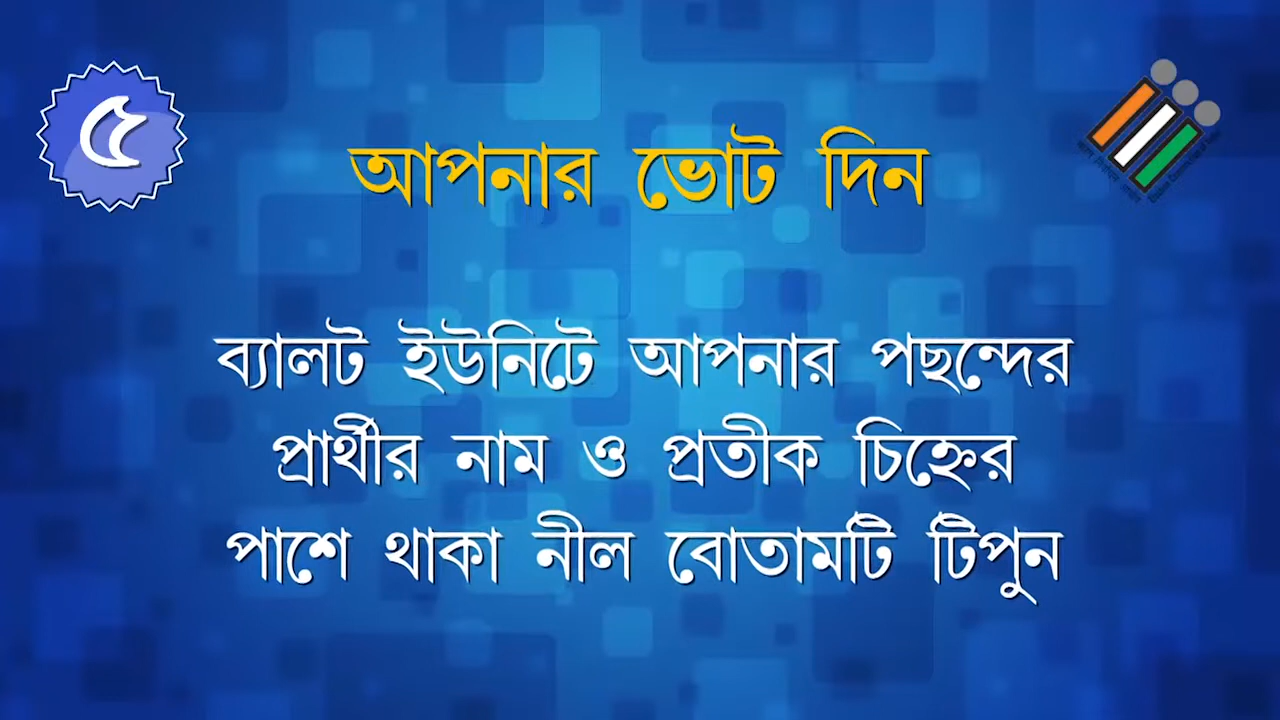 ৫
আপনার ভোট দিন
ব্যালট ইউনিটে আপনার পছন্দের
প্রার্থীর নাম ও প্রতীক চিহ্নের
পাশে থাকা নীল বোতামটি টিপুন